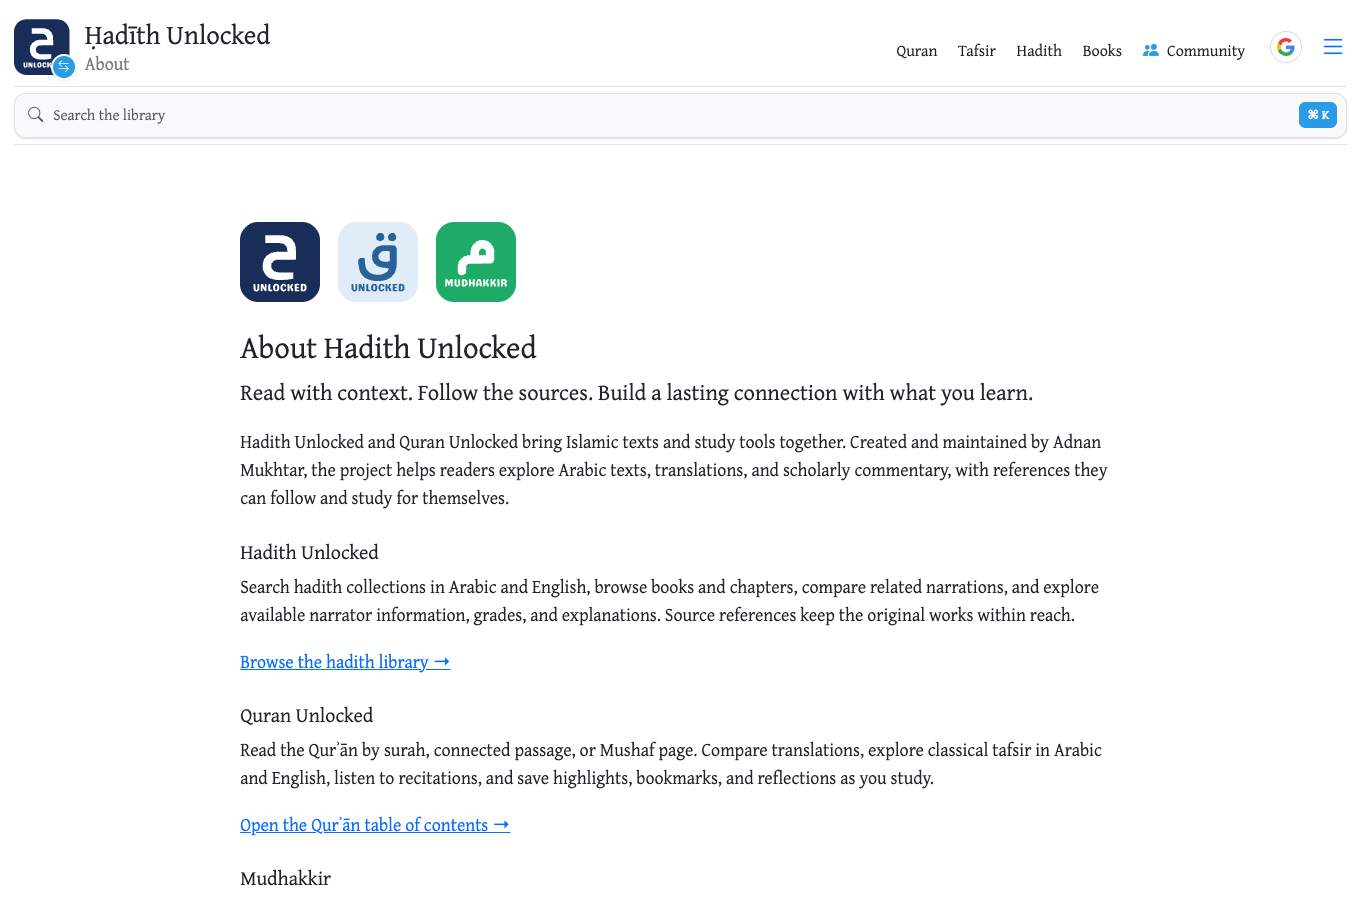 ح
UNLOCKED
Ḥadīth Unlocked
About
Quran Tafsir Hadith Books Community
Search the library
⌘ K
ح
UNLOCKED
ق
UNLOCKED
م
MUDHAKKIR
About Hadith Unlocked
Read with context. Follow the sources. Build a lasting connection with what you learn.
Hadith Unlocked and Quran Unlocked bring Islamic texts and study tools together. Created and maintained by Adnan
Mukhtar, the project helps readers explore Arabic texts, translations, and scholarly commentary, with references they
can follow and study for themselves.
Hadith Unlocked
Search hadith collections in Arabic and English, browse books and chapters, compare related narrations, and explore
available narrator information, grades, and explanations. Source references keep the original works within reach.
Browse the hadith library →
Quran Unlocked
Read the Qurʾān by surah, connected passage, or Mushaf page. Compare translations, explore classical tafsir in Arabic
and English, listen to recitations, and save highlights, bookmarks, and reflections as you study.
Open the Qurʾān table of contents →
Mudhakkir